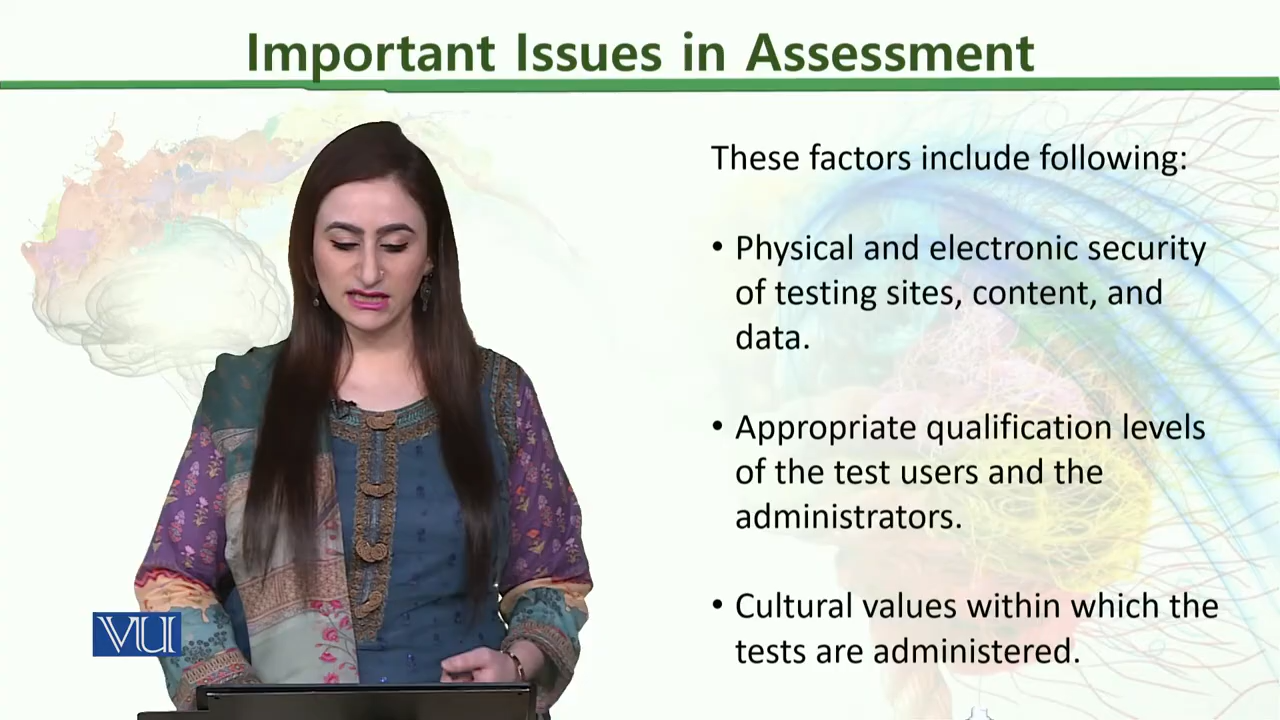 Important Issues in Assessment
These factors include following:
• Physical and electronic security
of testing sites, content, and
data.
• Appropriate qualification levels
of the test users and the
administrators.
• Cultural values within which the
tests are administered.
VU